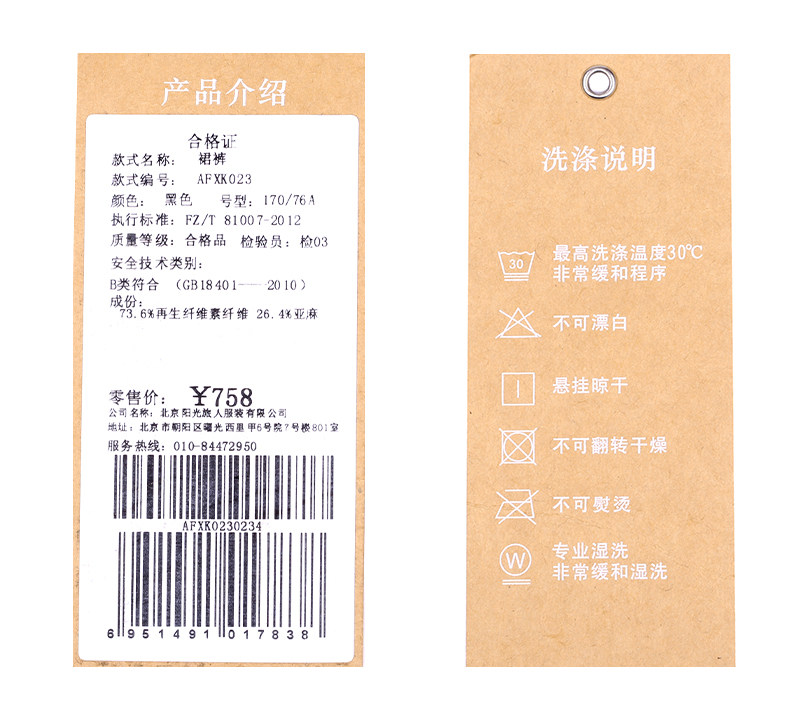 产品介绍
合格证
款式名称： 裙裤
款式编号： AFXK023
颜色： 黑色 号型：170/76A
执行标准：FZ/T 81007-2012
质量等级：合格品 检验员：检03
安全技术类别：
B类符合 （GB18401——2010）
成份：
73.6%再生纤维素纤维 26.4%亚麻
零售价： ¥758
公司名称：北京阳光旅人服装有限公司
地址：北京市朝阳区曙光西里甲6号院7号楼801室
服务热线：010-84472950
AFXK0230234
6 951491 017838
洗涤说明
30
最高洗涤温度30℃
非常缓和程序
不可漂白
悬挂晾干
不可翻转干燥
不可熨烫
W
专业湿洗
非常缓和湿洗